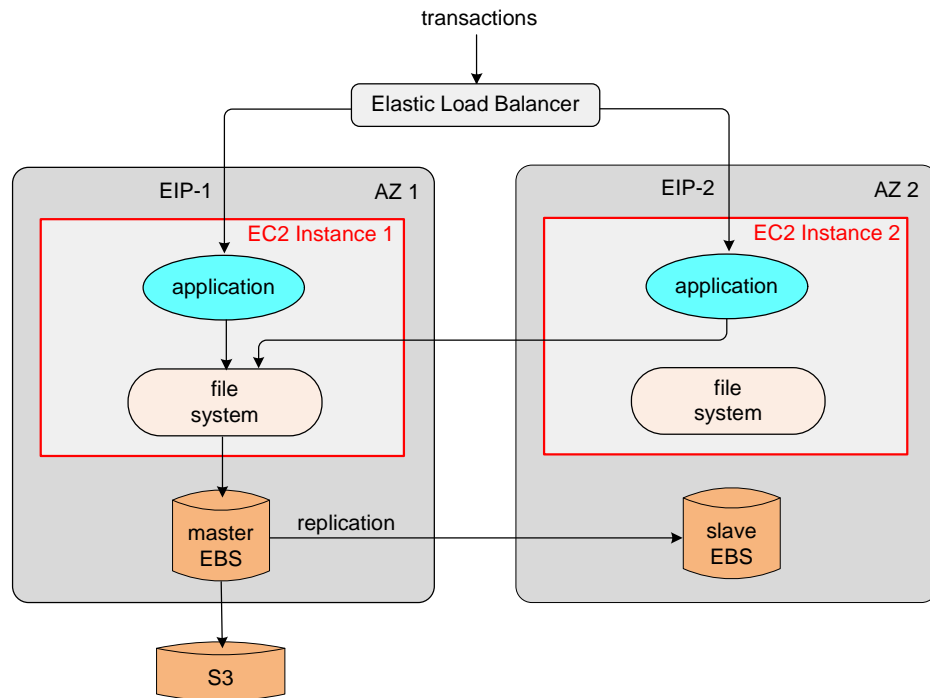 transactions
Elastic Load Balancer
EIP-1
AZ 1
EC2 Instance 1
application
file
system
master
EBS
replication
S3
EIP-2
AZ 2
EC2 Instance 2
application
file
system
slave
EBS